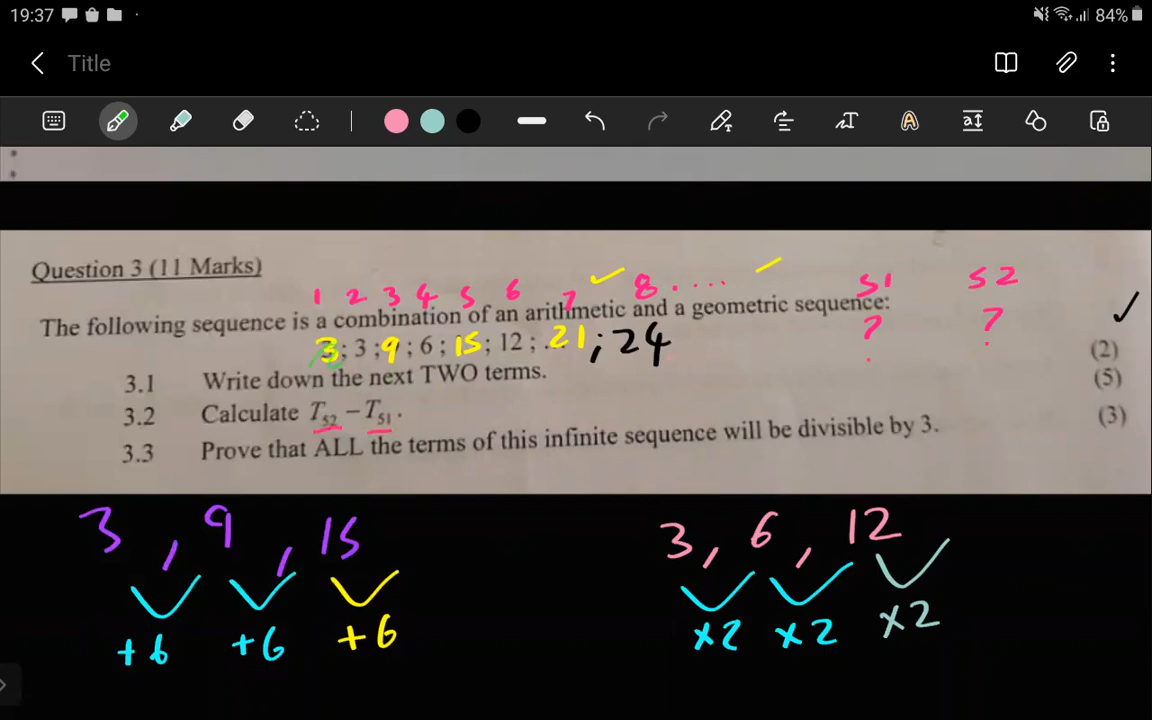 19:37
84%
Title
Question 3 (11 Marks)
1 2 3 4 5 6 7 8 .... 51 52
The following sequence is a combination of an arithmetic and a geometric sequence:
? ?
3; 3 ; 9 ; 6 ; 15; 12 ; 21 ; 24
3.1 Write down the next TWO terms. (2)
3.2 Calculate T52 – T51. (5)
3.3 Prove that ALL the terms of this infinite sequence will be divisible by 3. (3)
3 , 9 , 15 3, 6, 12
+6 +6 +6 ×2 ×2 ×2